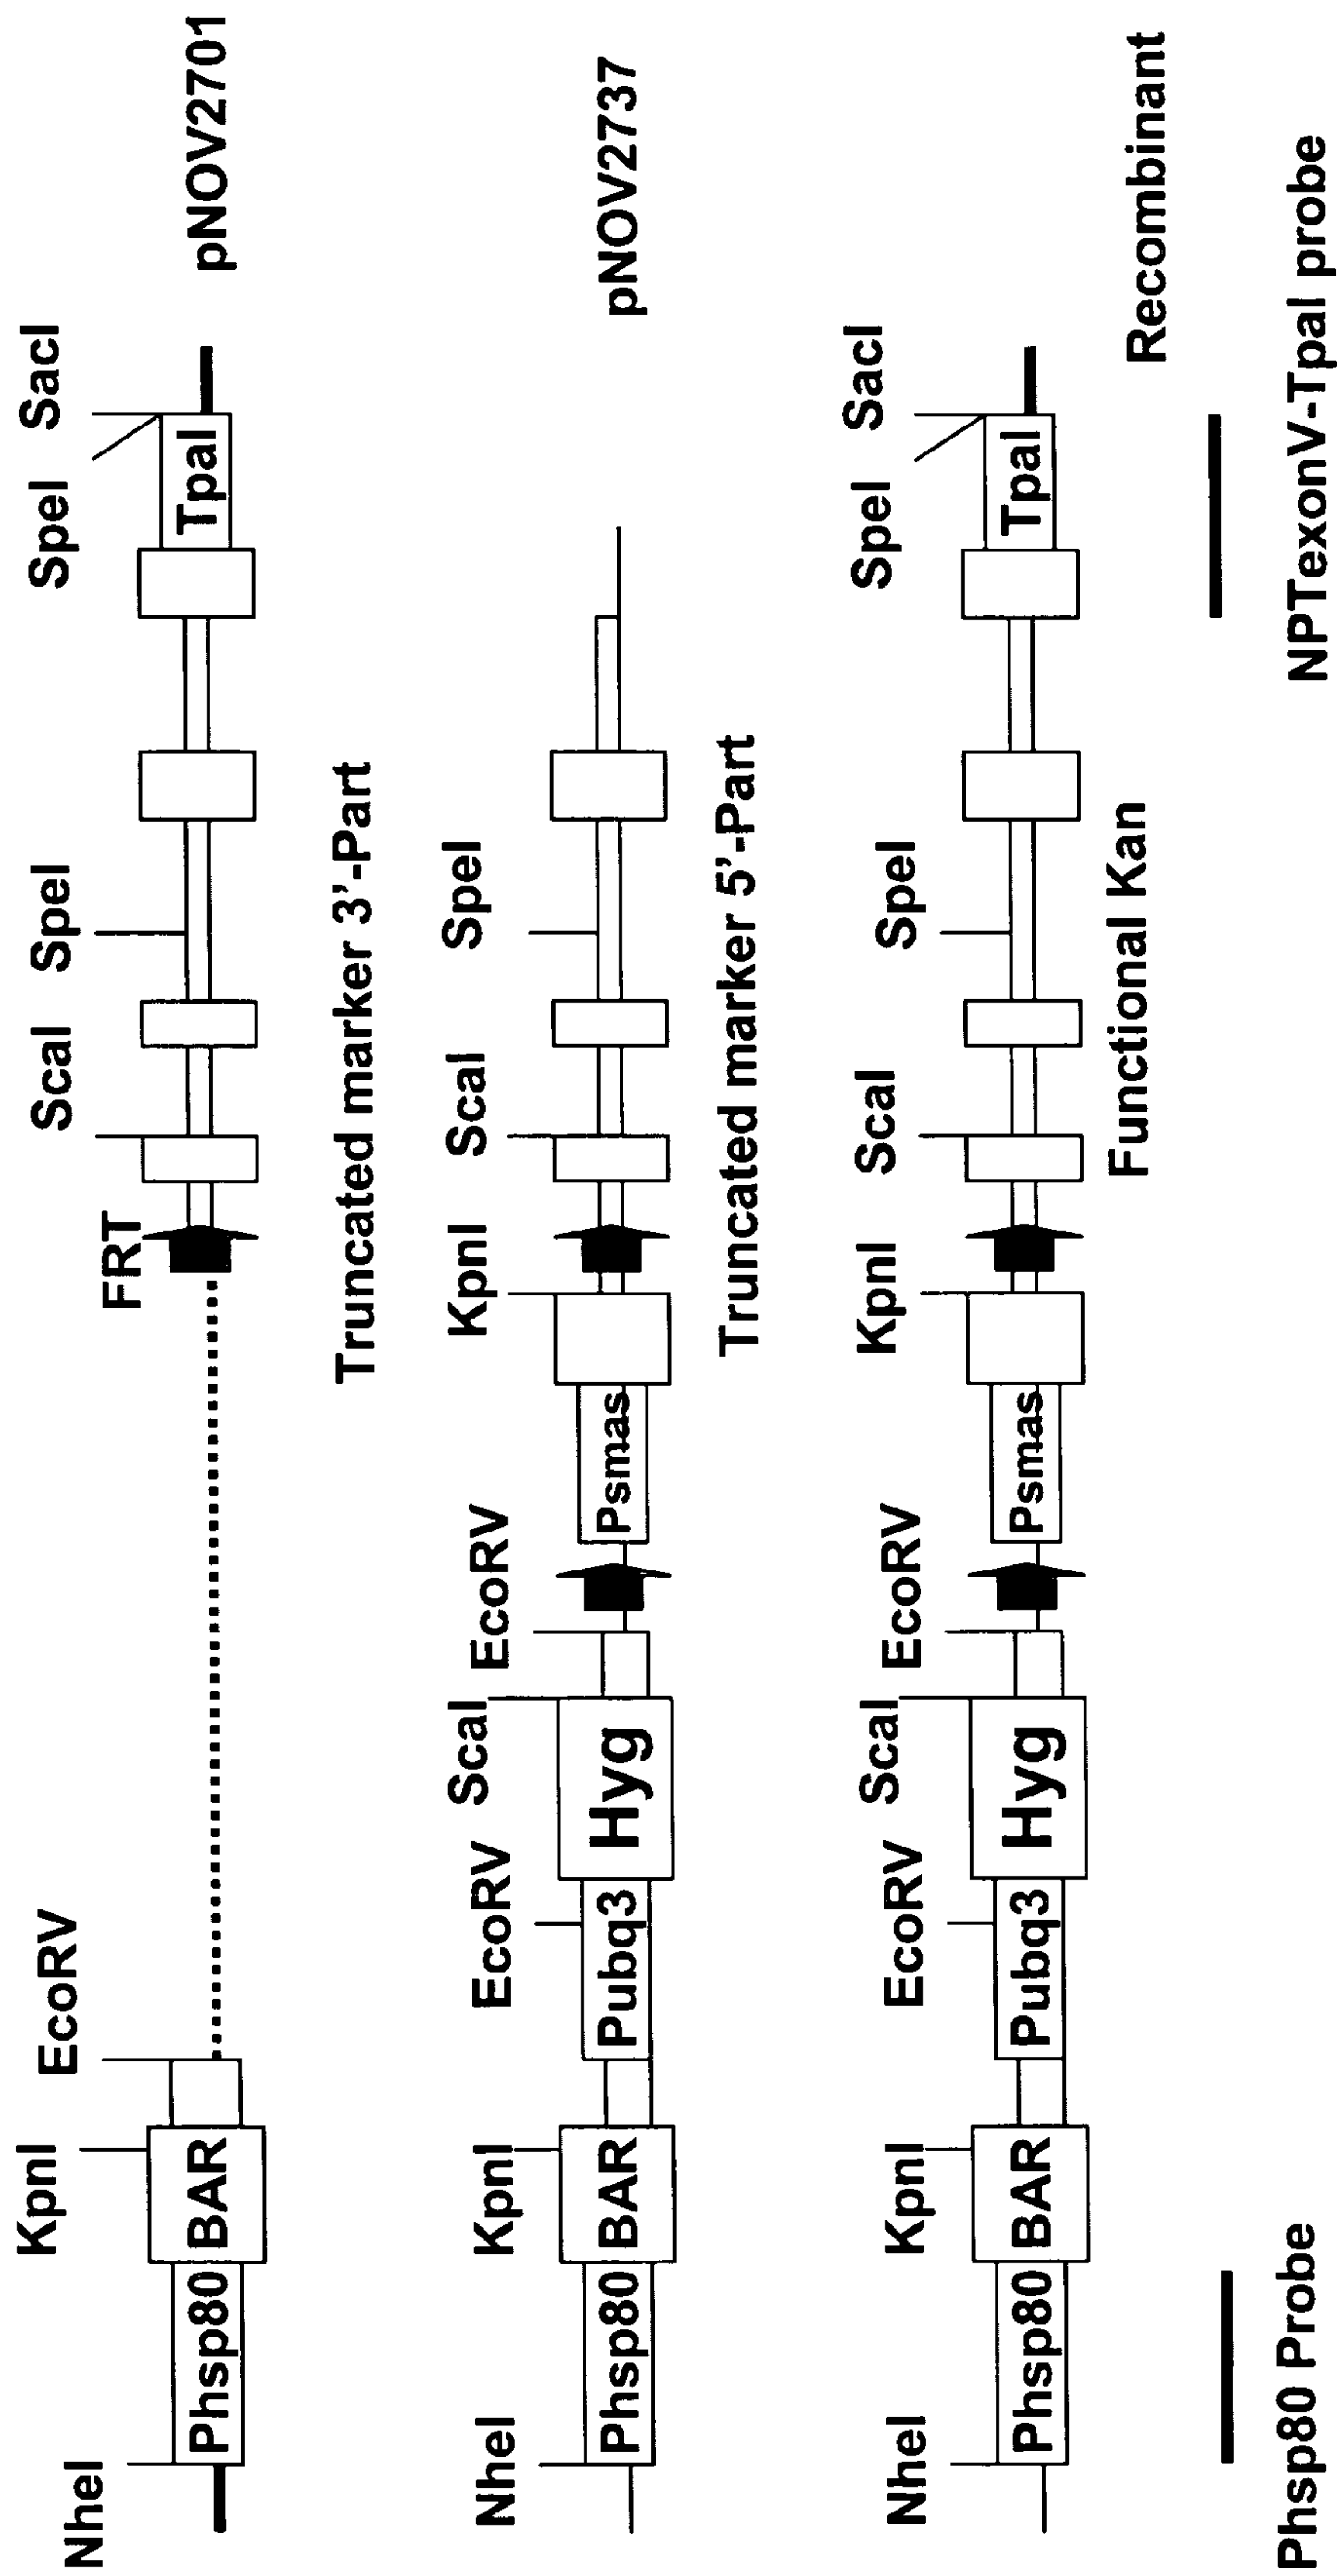 NheI KpnI EcoRV FRT ScaI SpeI SpeI SacI
Phsp80 BAR Tpal pNOV2701
Truncated marker 3'-Part
NheI KpnI EcoRV ScaI EcoRV KpnI ScaI SpeI
Phsp80 BAR Pubq3 Hyg Psmas pNOV2737
Truncated marker 5'-Part
NheI KpnI EcoRV ScaI EcoRV KpnI ScaI SpeI SpeI SacI
Phsp80 BAR Pubq3 Hyg Psmas Tpal
Functional Kan Recombinant
Phsp80 Probe NPTexonV-Tpal probe